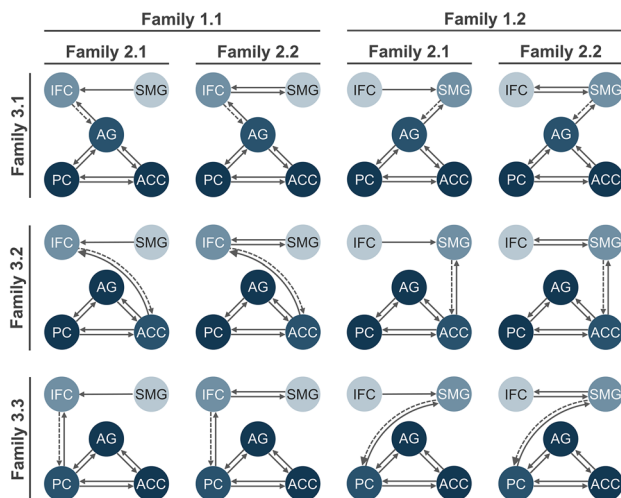 Family 1.1 Family 1.2
Family 2.1 Family 2.2 Family 2.1 Family 2.2
Family 3.1
IFC SMG IFC SMG IFC SMG IFC SMG
AG AG AG AG
PC ACC PC ACC PC ACC PC ACC
Family 3.2
IFC SMG IFC SMG IFC SMG IFC SMG
AG AG AG AG
PC ACC PC ACC PC ACC PC ACC
Family 3.3
IFC SMG IFC SMG IFC SMG IFC SMG
AG AG AG AG
PC ACC PC ACC PC ACC PC ACC